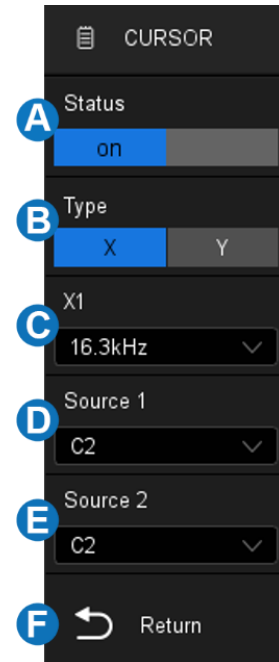 CURSOR
A
Status
on
B
Type
X Y
C
X1
16.3kHz
D
Source 1
C2
E
Source 2
C2
F
Return